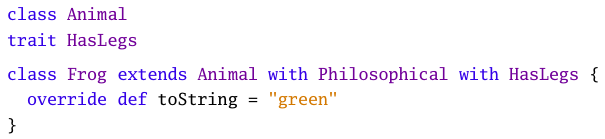 class Animal
trait HasLegs
class Frog extends Animal with Philosophical with HasLegs {
  override def toString = "green"
}